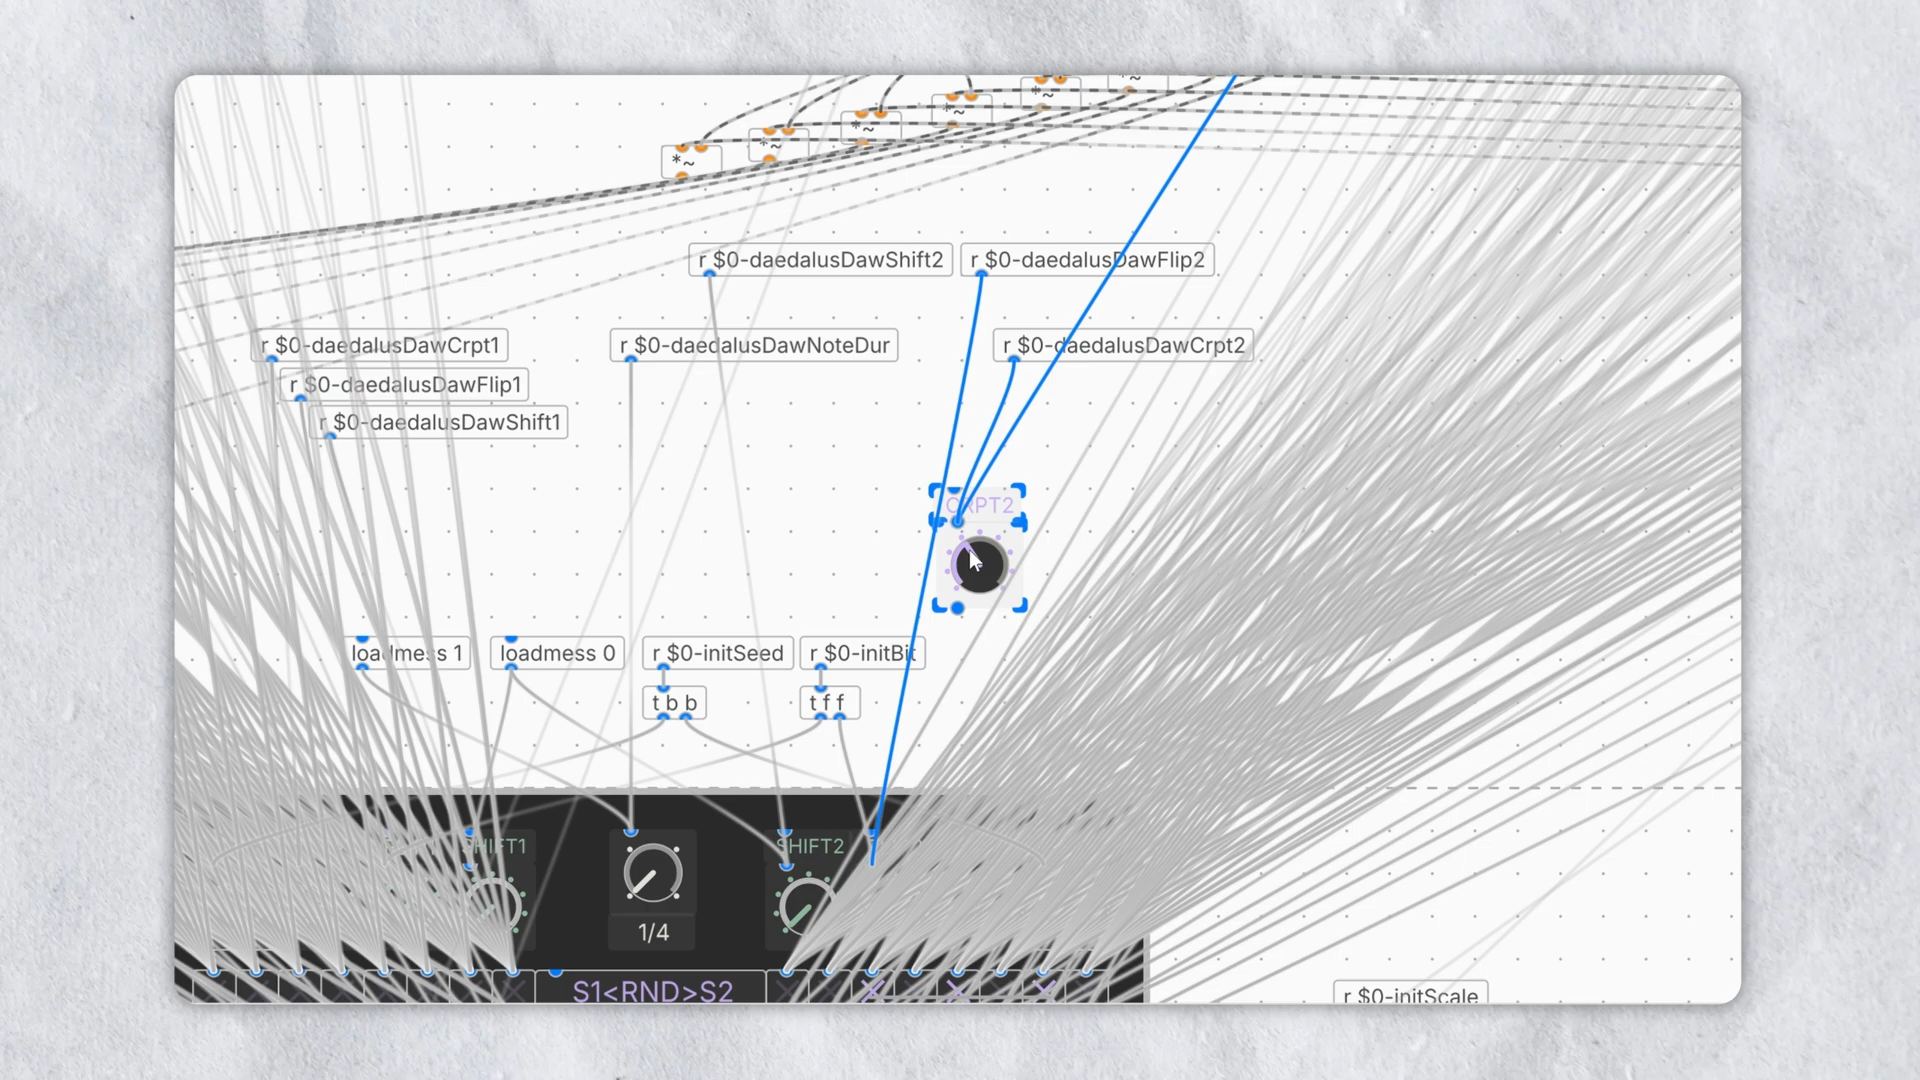 *~
*~
*~
*~
*~
*~
r $0-daedalusDawShift2
r $0-daedalusDawFlip2
r $0-daedalusDawCrpt1
r $0-daedalusDawNoteDur
r $0-daedalusDawCrpt2
r $0-daedalusDawFlip1
r $0-daedalusDawShift1
CRPT2
loadmess 1
loadmess 0
r $0-initSeed
r $0-initBit
t b b
t f f
SHIFT1
SHIFT2
1/4
S1<RND>S2
r $0-initScale